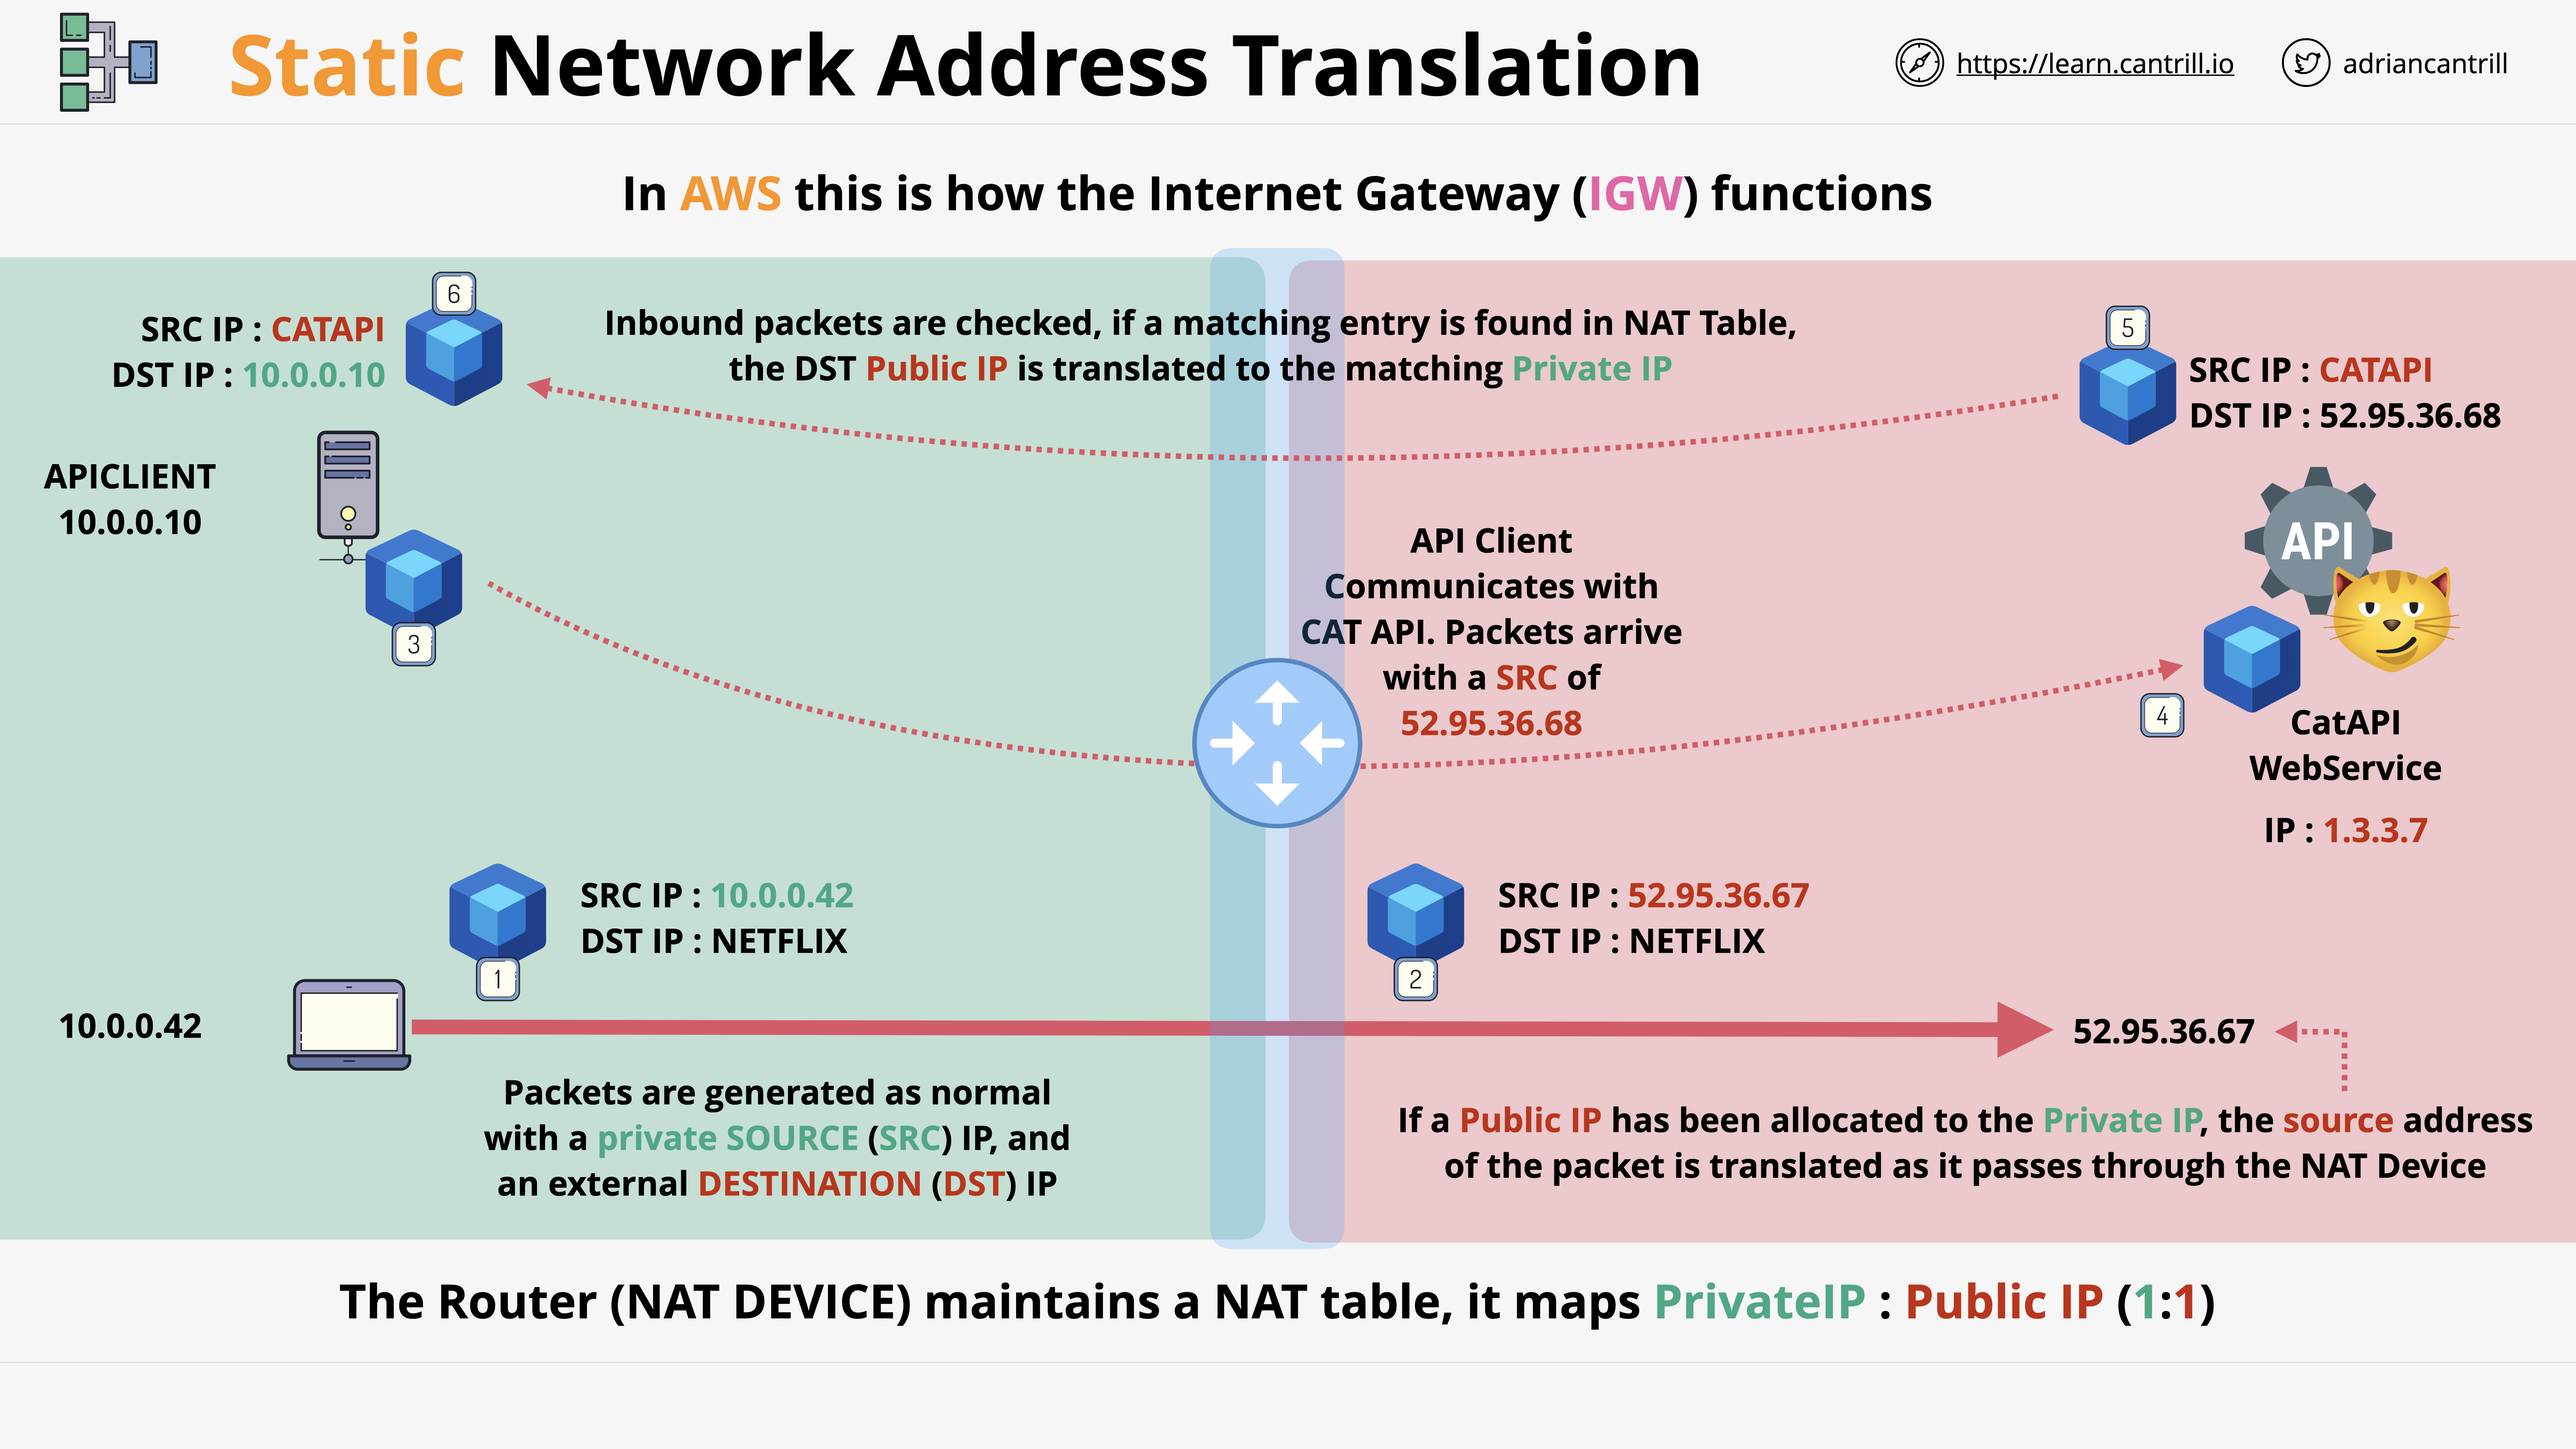 Static Network Address Translation
https://learn.cantrill.io
adriancantrill
In AWS this is how the Internet Gateway (IGW) functions
6
SRC IP : CATAPI
DST IP : 10.0.0.10
Inbound packets are checked, if a matching entry is found in NAT Table,
the DST Public IP is translated to the matching Private IP
5
SRC IP : CATAPI
DST IP : 52.95.36.68
APICLIENT
10.0.0.10
3
API Client
Communicates with
CAT API. Packets arrive
with a SRC of
52.95.36.68
API
4
CatAPI
WebService
IP : 1.3.3.7
SRC IP : 10.0.0.42
DST IP : NETFLIX
1
SRC IP : 52.95.36.67
DST IP : NETFLIX
2
10.0.0.42
52.95.36.67
Packets are generated as normal
with a private SOURCE (SRC) IP, and
an external DESTINATION (DST) IP
If a Public IP has been allocated to the Private IP, the source address
of the packet is translated as it passes through the NAT Device
The Router (NAT DEVICE) maintains a NAT table, it maps PrivateIP : Public IP (1:1)